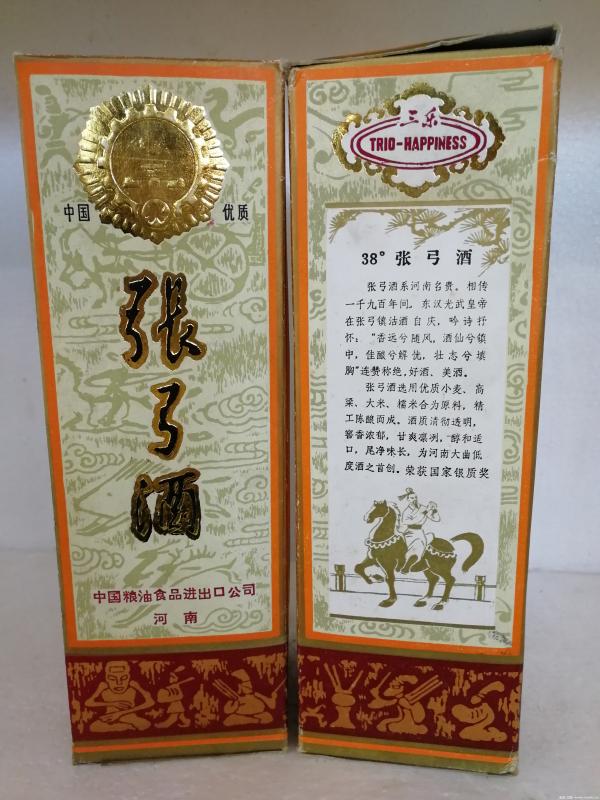 中国 优质
張弓酒
中国粮油食品进出口公司
河南
三乐
TRIO-HAPPINESS
38° 张弓酒
张弓酒系河南名贵。相传
一千九百年间，东汉光武皇帝
在张弓镇沽酒自庆，吟诗抒
怀：“香远兮随风，酒仙兮镇
中，佳酿兮解忧，壮志兮填
胸”连赞称绝，好酒、美酒。
张弓酒选用优质小麦、高
粱、大米、糯米合为原料，精
工陈酿而成。酒质清彻透明，
窖香浓郁，甘爽凛冽，醇和适
口，尾净味长，为河南大曲低
度酒之首创。荣获国家银质奖